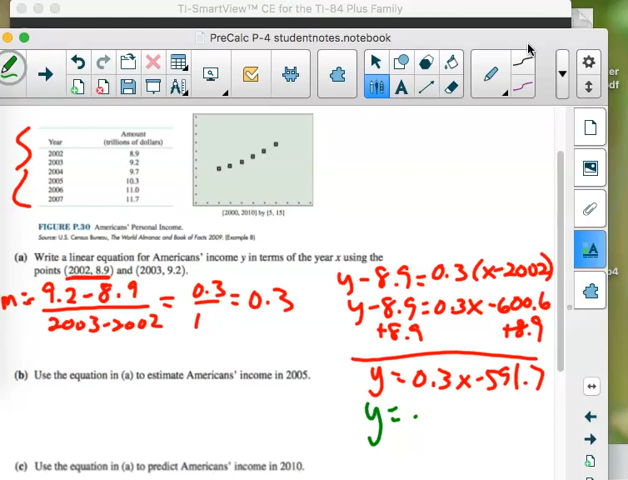 TI-SmartView™ CE for the TI-84 Plus Family
PreCalc P-4 studentnotes.notebook
Year Amount (trillions of dollars)
2002 8.9
2003 9.2
2004 9.7
2005 10.3
2006 11.0
2007 11.7
[2000, 2010] by [5, 15]
FIGURE P.30 Americans' Personal Income.
Source: U.S. Census Bureau, The World Almanac and Book of Facts 2009. (Example 8)
(a) Write a linear equation for Americans' income y in terms of the year x using the
points (2002, 8.9) and (2003, 9.2).
m = 9.2-8.9 / 2003-2002 = 0.3 / 1 = 0.3
y-8.9=0.3(x-2002)
y-8.9=0.3x-600.6
+8.9 +8.9
y=0.3x-591.7
y= .
(b) Use the equation in (a) to estimate Americans' income in 2005.
(c) Use the equation in (a) to predict Americans' income in 2010.